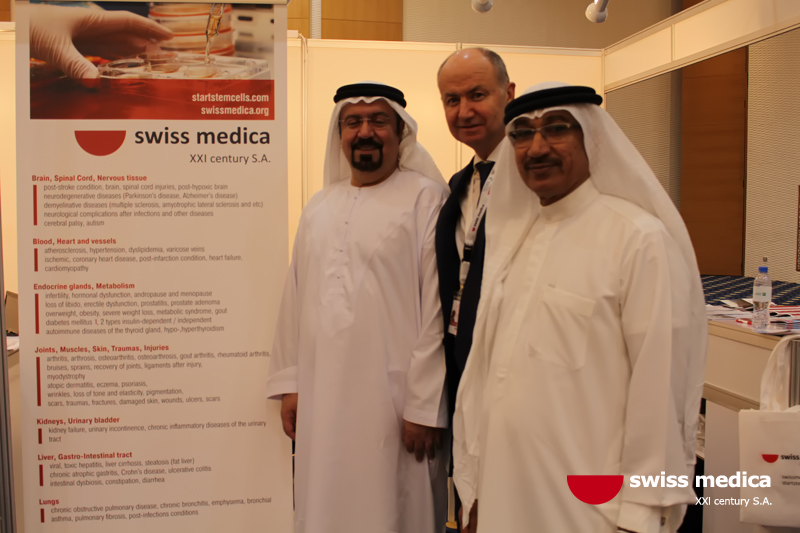 startstemcells.com
swissmedica.org
swiss medica
XXI century S.A.
Brain, Spinal Cord, Nervous tissue
post-stroke condition, brain, spinal cord injuries, post-hypoxic brain
neurodegenerative diseases (Parkinson's disease, Alzheimer's disease)
demyelinative diseases (multiple sclerosis, amyotrophic lateral sclerosis and etc)
neurological complications after infections and other diseases
cerebral palsy, autism
Blood, Heart and vessels
atherosclerosis, hypertension, dyslipidemia, varicose veins
ischemic, coronary heart disease, post-infarction condition, heart failure,
cardiomyopathy
Endocrine glands, Metabolism
infertility, hormonal dysfunction, andropause and menopause
loss of libido, erectile dysfunction, prostatitis, prostate adenoma
overweight, obesity, severe weight loss, metabolic syndrome, gout
diabetes mellitus 1, 2 types insulin-dependent / independent
autoimmune diseases of the thyroid gland, hypo-, hyperthyroidism
Joints, Muscles, Skin, Traumas, Injuries
arthritis, arthrosis, osteoarthritis, osteoarthrosis, gout arthritis, rheumatoid arthritis,
bruises, sprains, recovery of joints, ligaments after injury,
myodystrophy
atopic dermatitis, eczema, psoriasis,
wrinkles, loss of tone and elasticity, pigmentation,
scars, traumas, fractures, damaged skin, wounds, ulcers, scars
Kidneys, Urinary bladder
kidney failure, urinary incontinence, chronic inflammatory diseases of the urinary
tract
Liver, Gastro-Intestinal tract
viral, toxic hepatitis, liver cirrhosis, steatosis (fat liver)
chronic atrophic gastritis, Crohn's disease, ulcerative colitis
intestinal dysbiosis, constipation, diarrhea
Lungs
chronic obstructive pulmonary disease, chronic bronchitis, emphysema, bronchial
asthma, pulmonary fibrosis, post-infections conditions
swiss
swiss medica
XXI century S.A.